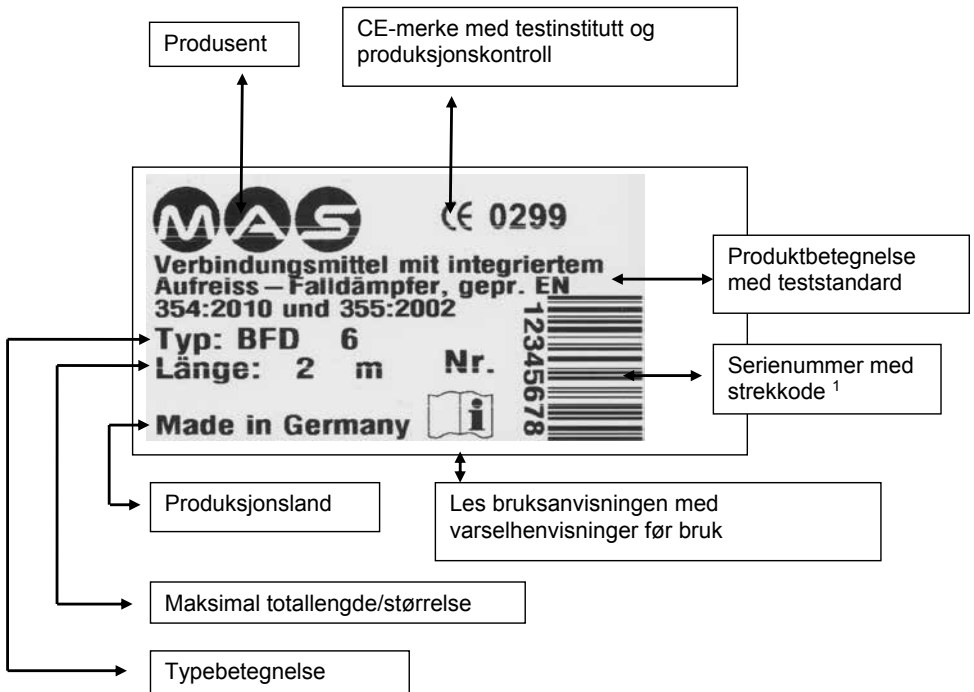 Produsent
CE-merke med testinstitutt og
produksjonskontroll
MAS
CE 0299
Verbindungsmittel mit integriertem
Aufreiss – Falldämpfer, gepr. EN
354:2010 und 355:2002
Typ: BFD 6
Länge: 2 m
Nr.
12345678
Made in Germany
i
Produktbetegnelse
med teststandard
Serienummer med
strekkode ¹
Produksjonsland
Les bruksanvisningen med
varselhenvisninger før bruk
Maksimal totallengde/størrelse
Typebetegnelse